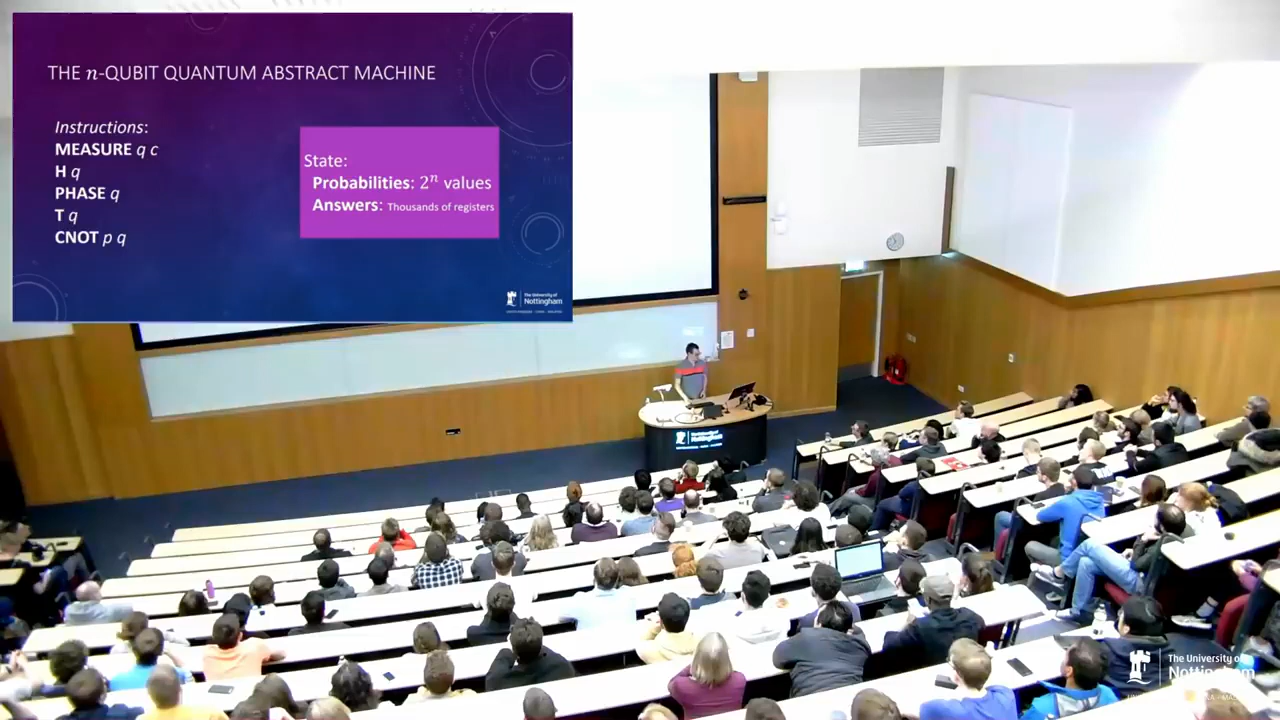 THE n-QUBIT QUANTUM ABSTRACT MACHINE
Instructions:
MEASURE q c
H q
PHASE q
T q
CNOT p q
State:
Probabilities: 2ⁿ values
Answers: Thousands of registers
The University of
Nottingham
The University of
Nottingham